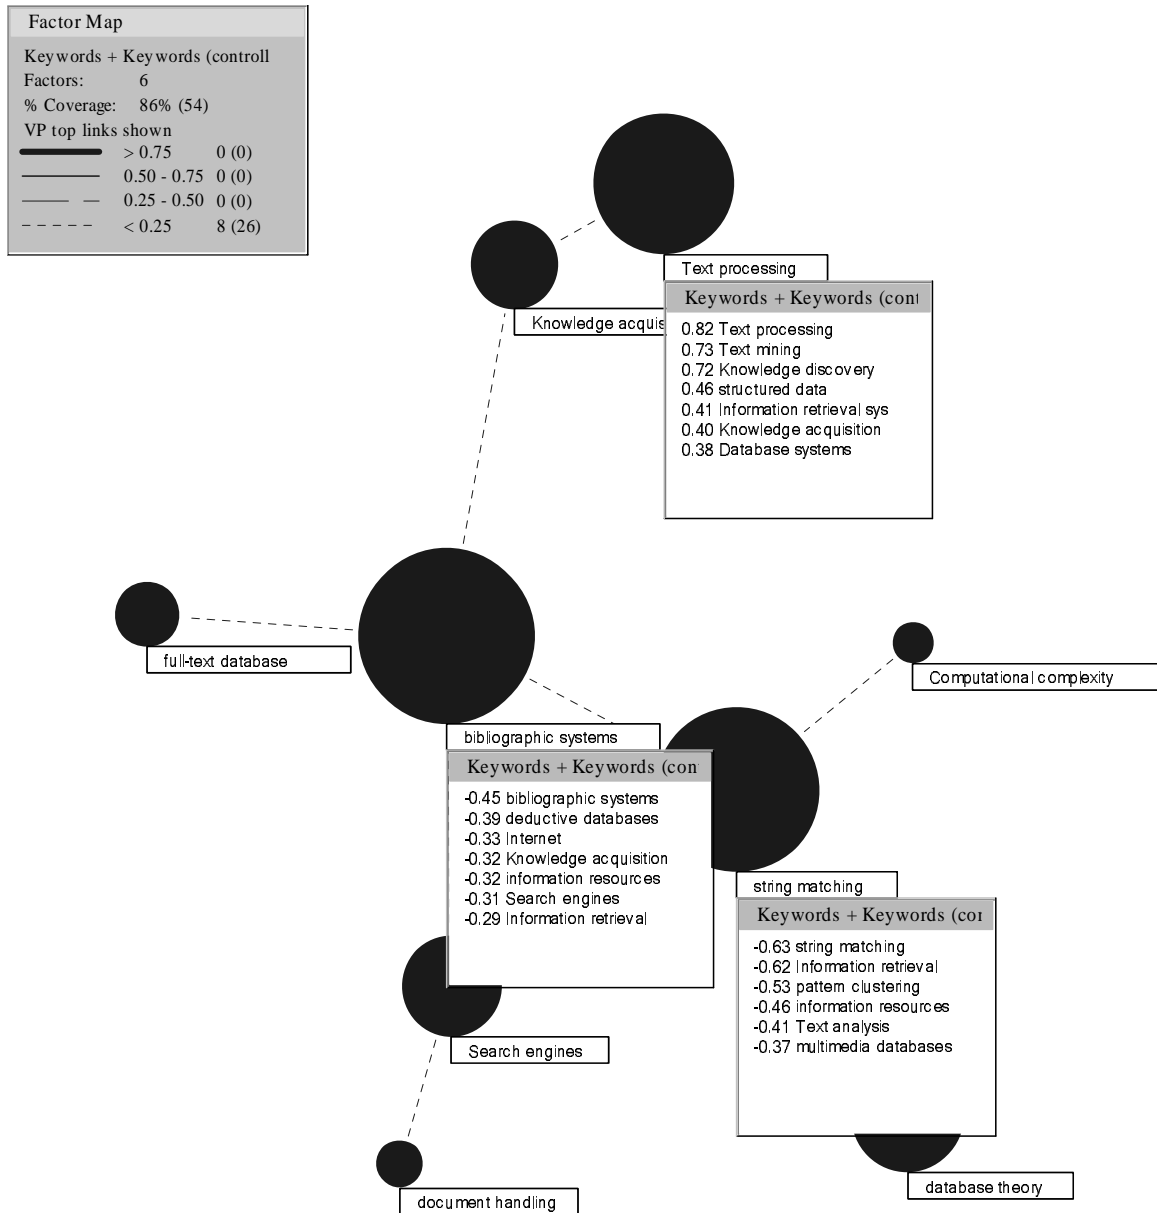 Factor Map
Keywords + Keywords (controll
Factors: 6
% Coverage: 86% (54)
VP top links shown
> 0.75 0 (0)
0.50 - 0.75 0 (0)
0.25 - 0.50 0 (0)
< 0.25 8 (26)
Text processing
Keywords + Keywords (cont
0.82 Text processing
0.73 Text mining
0.72 Knowledge discovery
0.46 structured data
0.41 Information retrieval sys
0.40 Knowledge acquisition
0.38 Database systems
Knowledge acquis
full-text database
Computational complexity
bibliographic systems
Keywords + Keywords (con
-0.45 bibliographic systems
-0.39 deductive databases
-0.33 Internet
-0.32 Knowledge acquisition
-0.32 information resources
-0.31 Search engines
-0.29 Information retrieval
string matching
Keywords + Keywords (cor
-0.63 string matching
-0.62 Information retrieval
-0.53 pattern clustering
-0.46 information resources
-0.41 Text analysis
-0.37 multimedia databases
Search engines
document handling
database theory